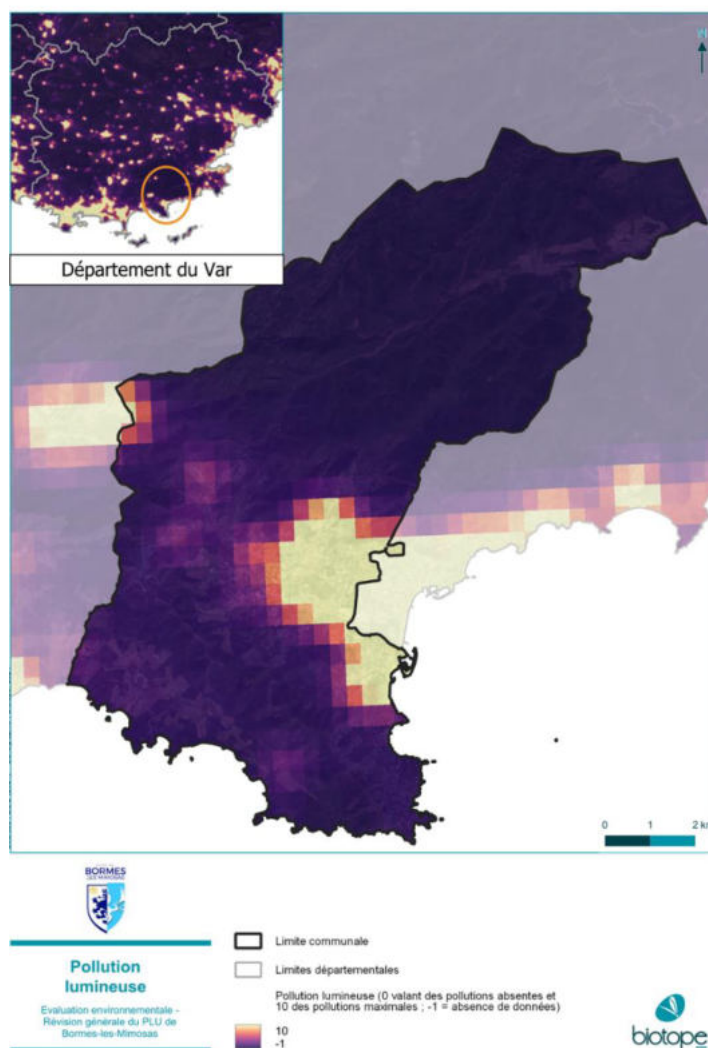 N
Département du Var
0 1 2 k
BORMES
LES MIMOSAS
Pollution
lumineuse
Evaluation environnementale -
Révision générale du PLU de
Bormes-les-Mimosas
Limite communale
Limites départementales
Pollution lumineuse (0 valant des pollutions absentes et
10 des pollutions maximales ; -1 = absence de données)
10
-1
biotope